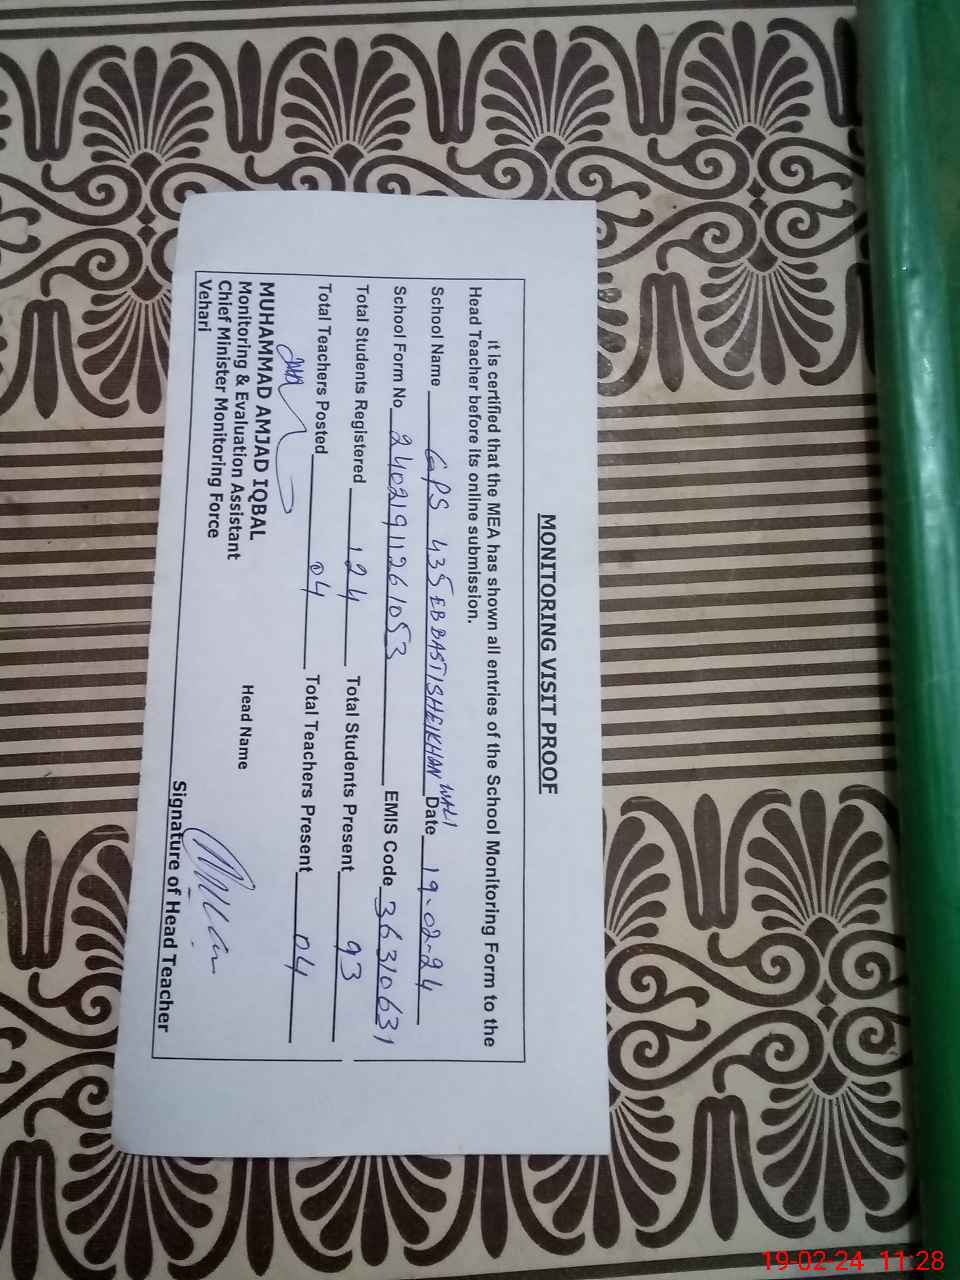 MONITORING VISIT PROOF
It is certified that the MEA has shown all entries of the School Monitoring Form to the
Head Teacher before its online submission.
School Name GPS 435 EB BASTI SHEIKHAN WALI Date 19-02-24
School Form No 2402191126 1053 EMIS Code 36310631
Total Students Registered 124 Total Students Present 93
Total Teachers Posted 04 Total Teachers Present 04
MUHAMMAD AMJAD IQBAL
Monitoring & Evaluation Assistant Head Name
Chief Minister Monitoring Force
Vehari Signature of Head Teacher
19-02-24 11:28